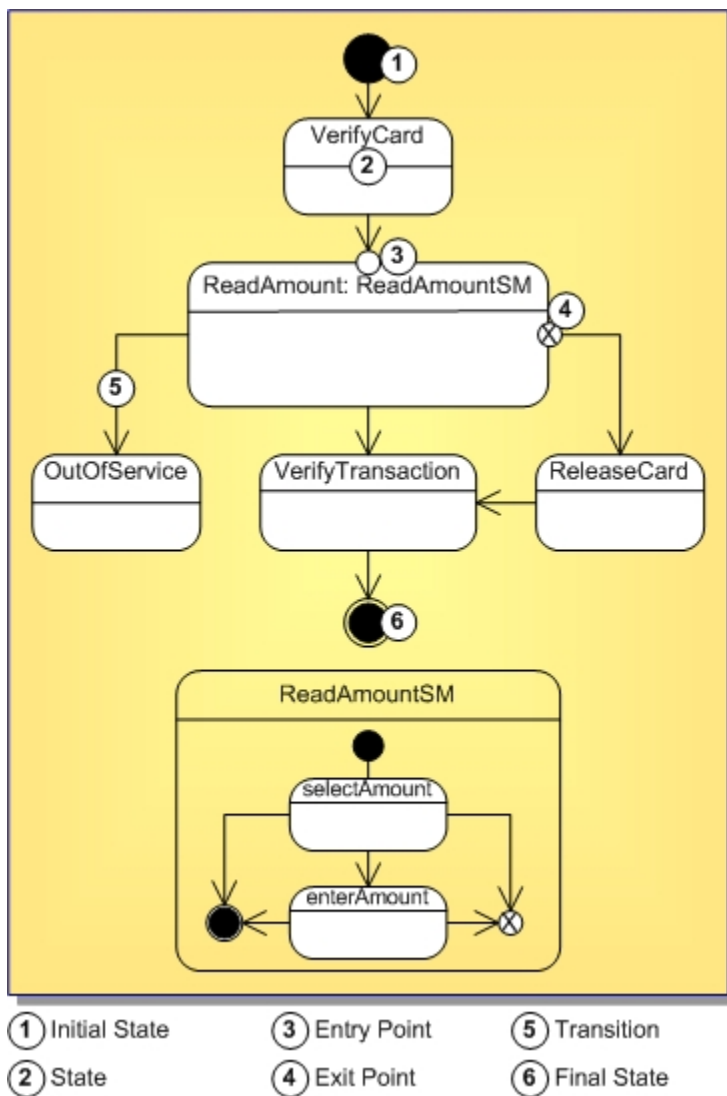 1
VerifyCard
2
3
ReadAmount: ReadAmountSM
4
5
OutOfService
VerifyTransaction
ReleaseCard
6
ReadAmountSM
selectAmount
enterAmount
1 Initial State
3 Entry Point
5 Transition
2 State
4 Exit Point
6 Final State